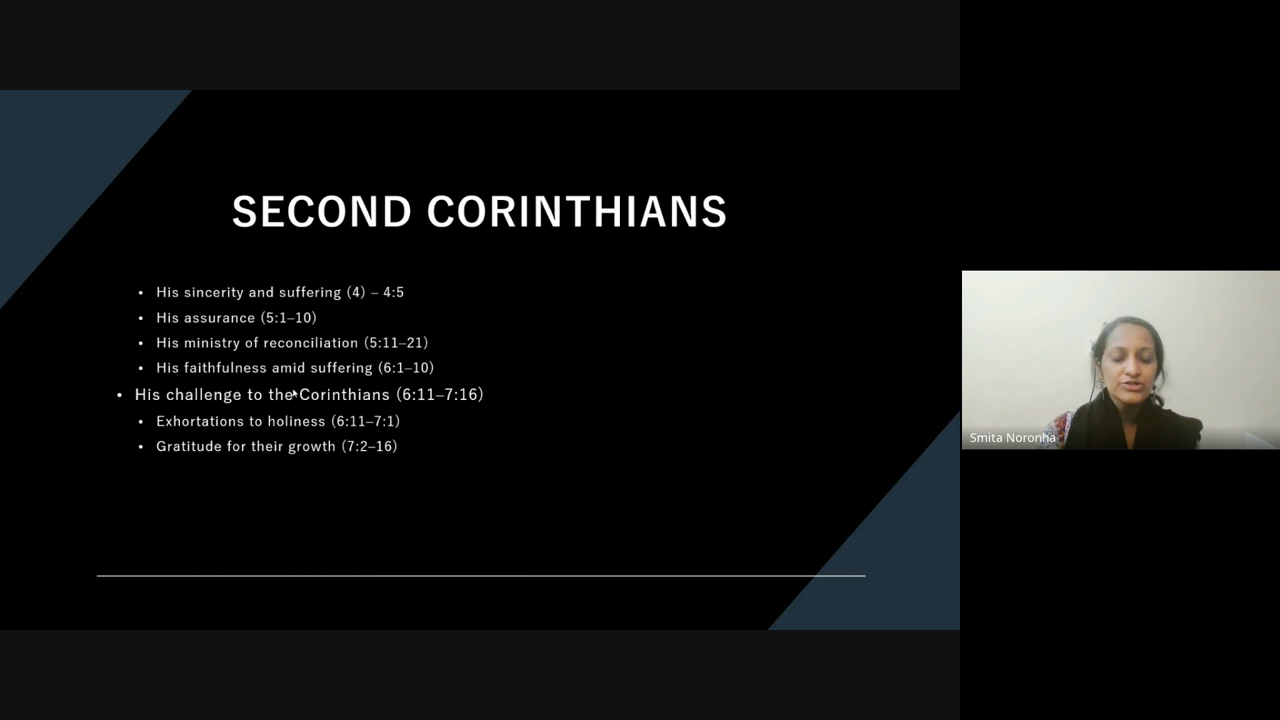 SECOND CORINTHIANS
• His sincerity and suffering (4) – 4:5
• His assurance (5:1–10)
• His ministry of reconciliation (5:11–21)
• His faithfulness amid suffering (6:1–10)
• His challenge to the Corinthians (6:11–7:16)
• Exhortations to holiness (6:11–7:1)
• Gratitude for their growth (7:2–16)
Smita Noronha